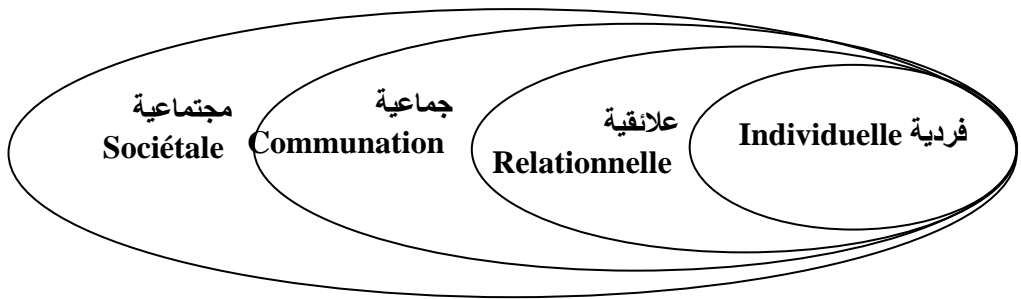 مجتماعية
Sociétale
جماعية
Communation
علائقية
Relationnelle
فردية Individuelle